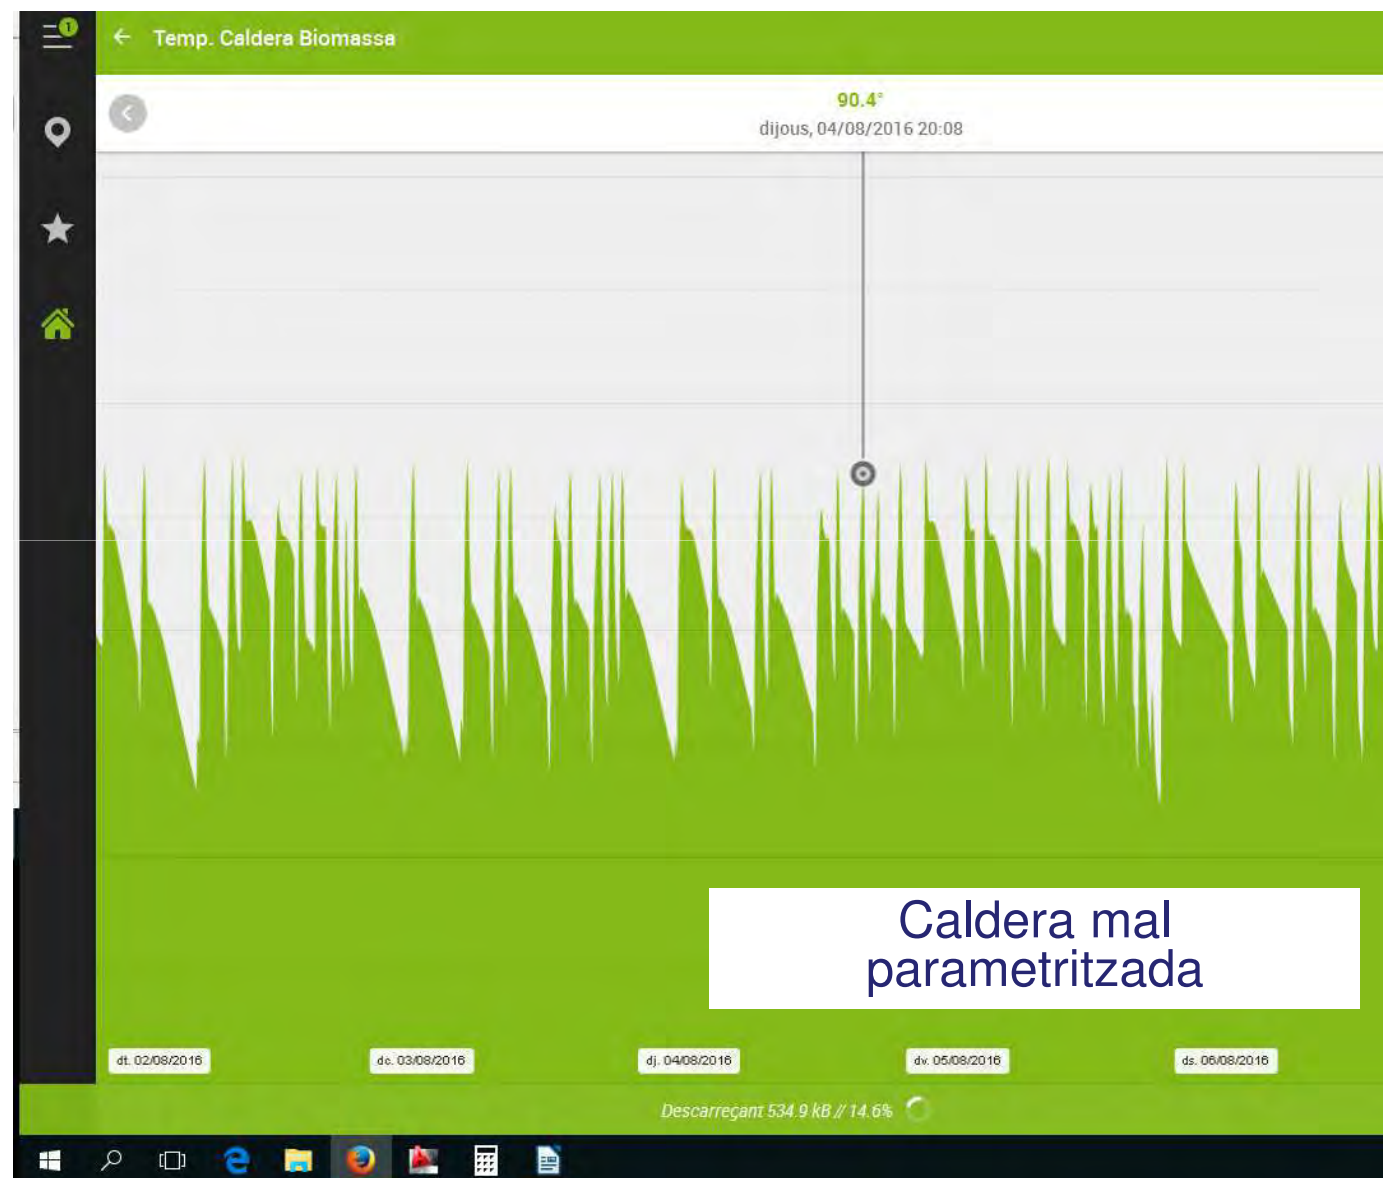 1
Temp. Caldera Biomassa
90.4°
dijous, 04/08/2016 20:08
Caldera mal
parametritzada
dt. 02/08/2016
dc. 03/08/2016
dj. 04/08/2016
dv. 05/08/2016
ds. 06/08/2016
Descarregant 534.9 kB // 14.6%